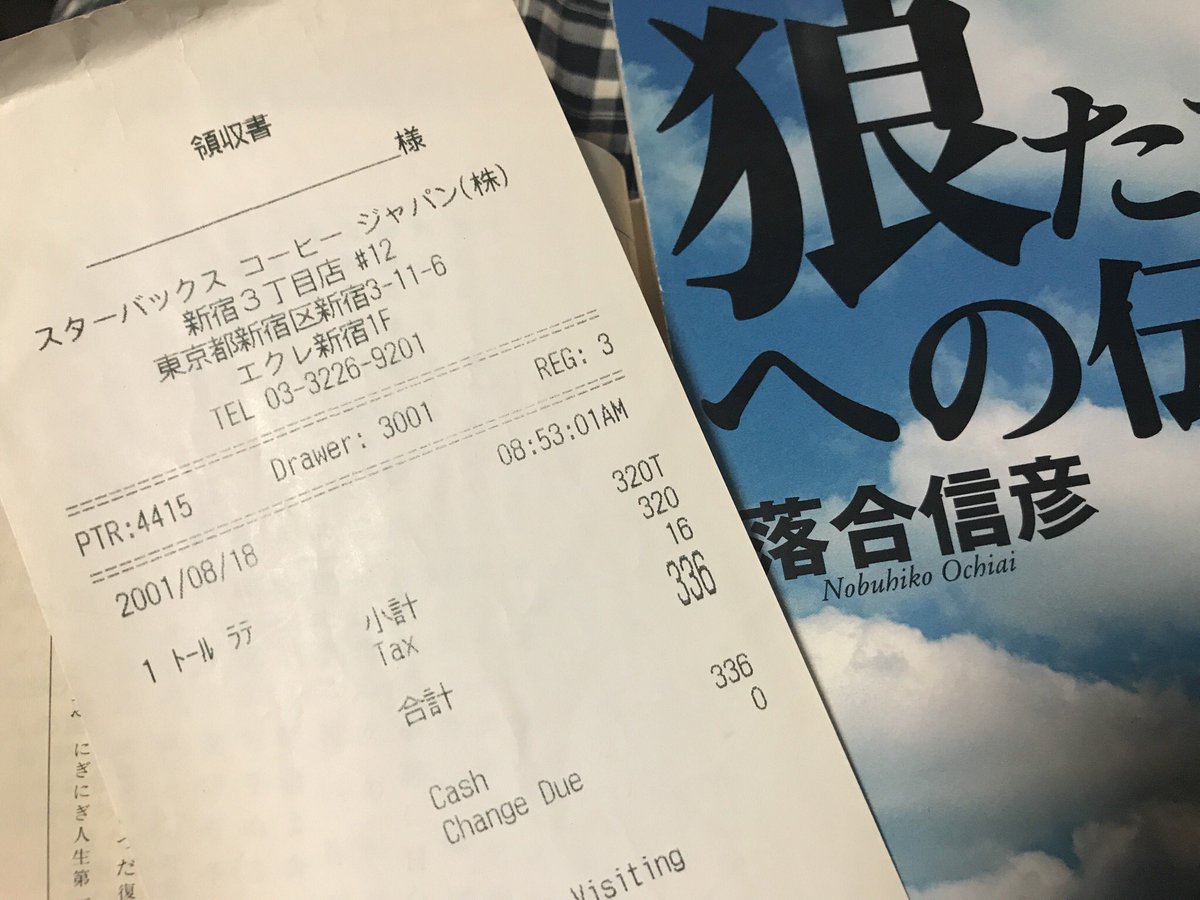 領収書
様
スターバックス コーヒー ジャパン(株)
新宿3丁目店 #12
東京都新宿区新宿3-11-6
エクレ新宿1F
TEL 03-3226-9201
Drawer: 3001 REG: 3
PTR:4415
2001/08/18 08:53:01AM
1 ﾄｰﾙ ﾗﾃ 320T
小計 320
Tax 16
合計 336
Cash 336
Change Due 0
Visiting
にぎにぎ人生第一
だ復
狼た
への伝
落合信彦
Nobuhiko Ochiai